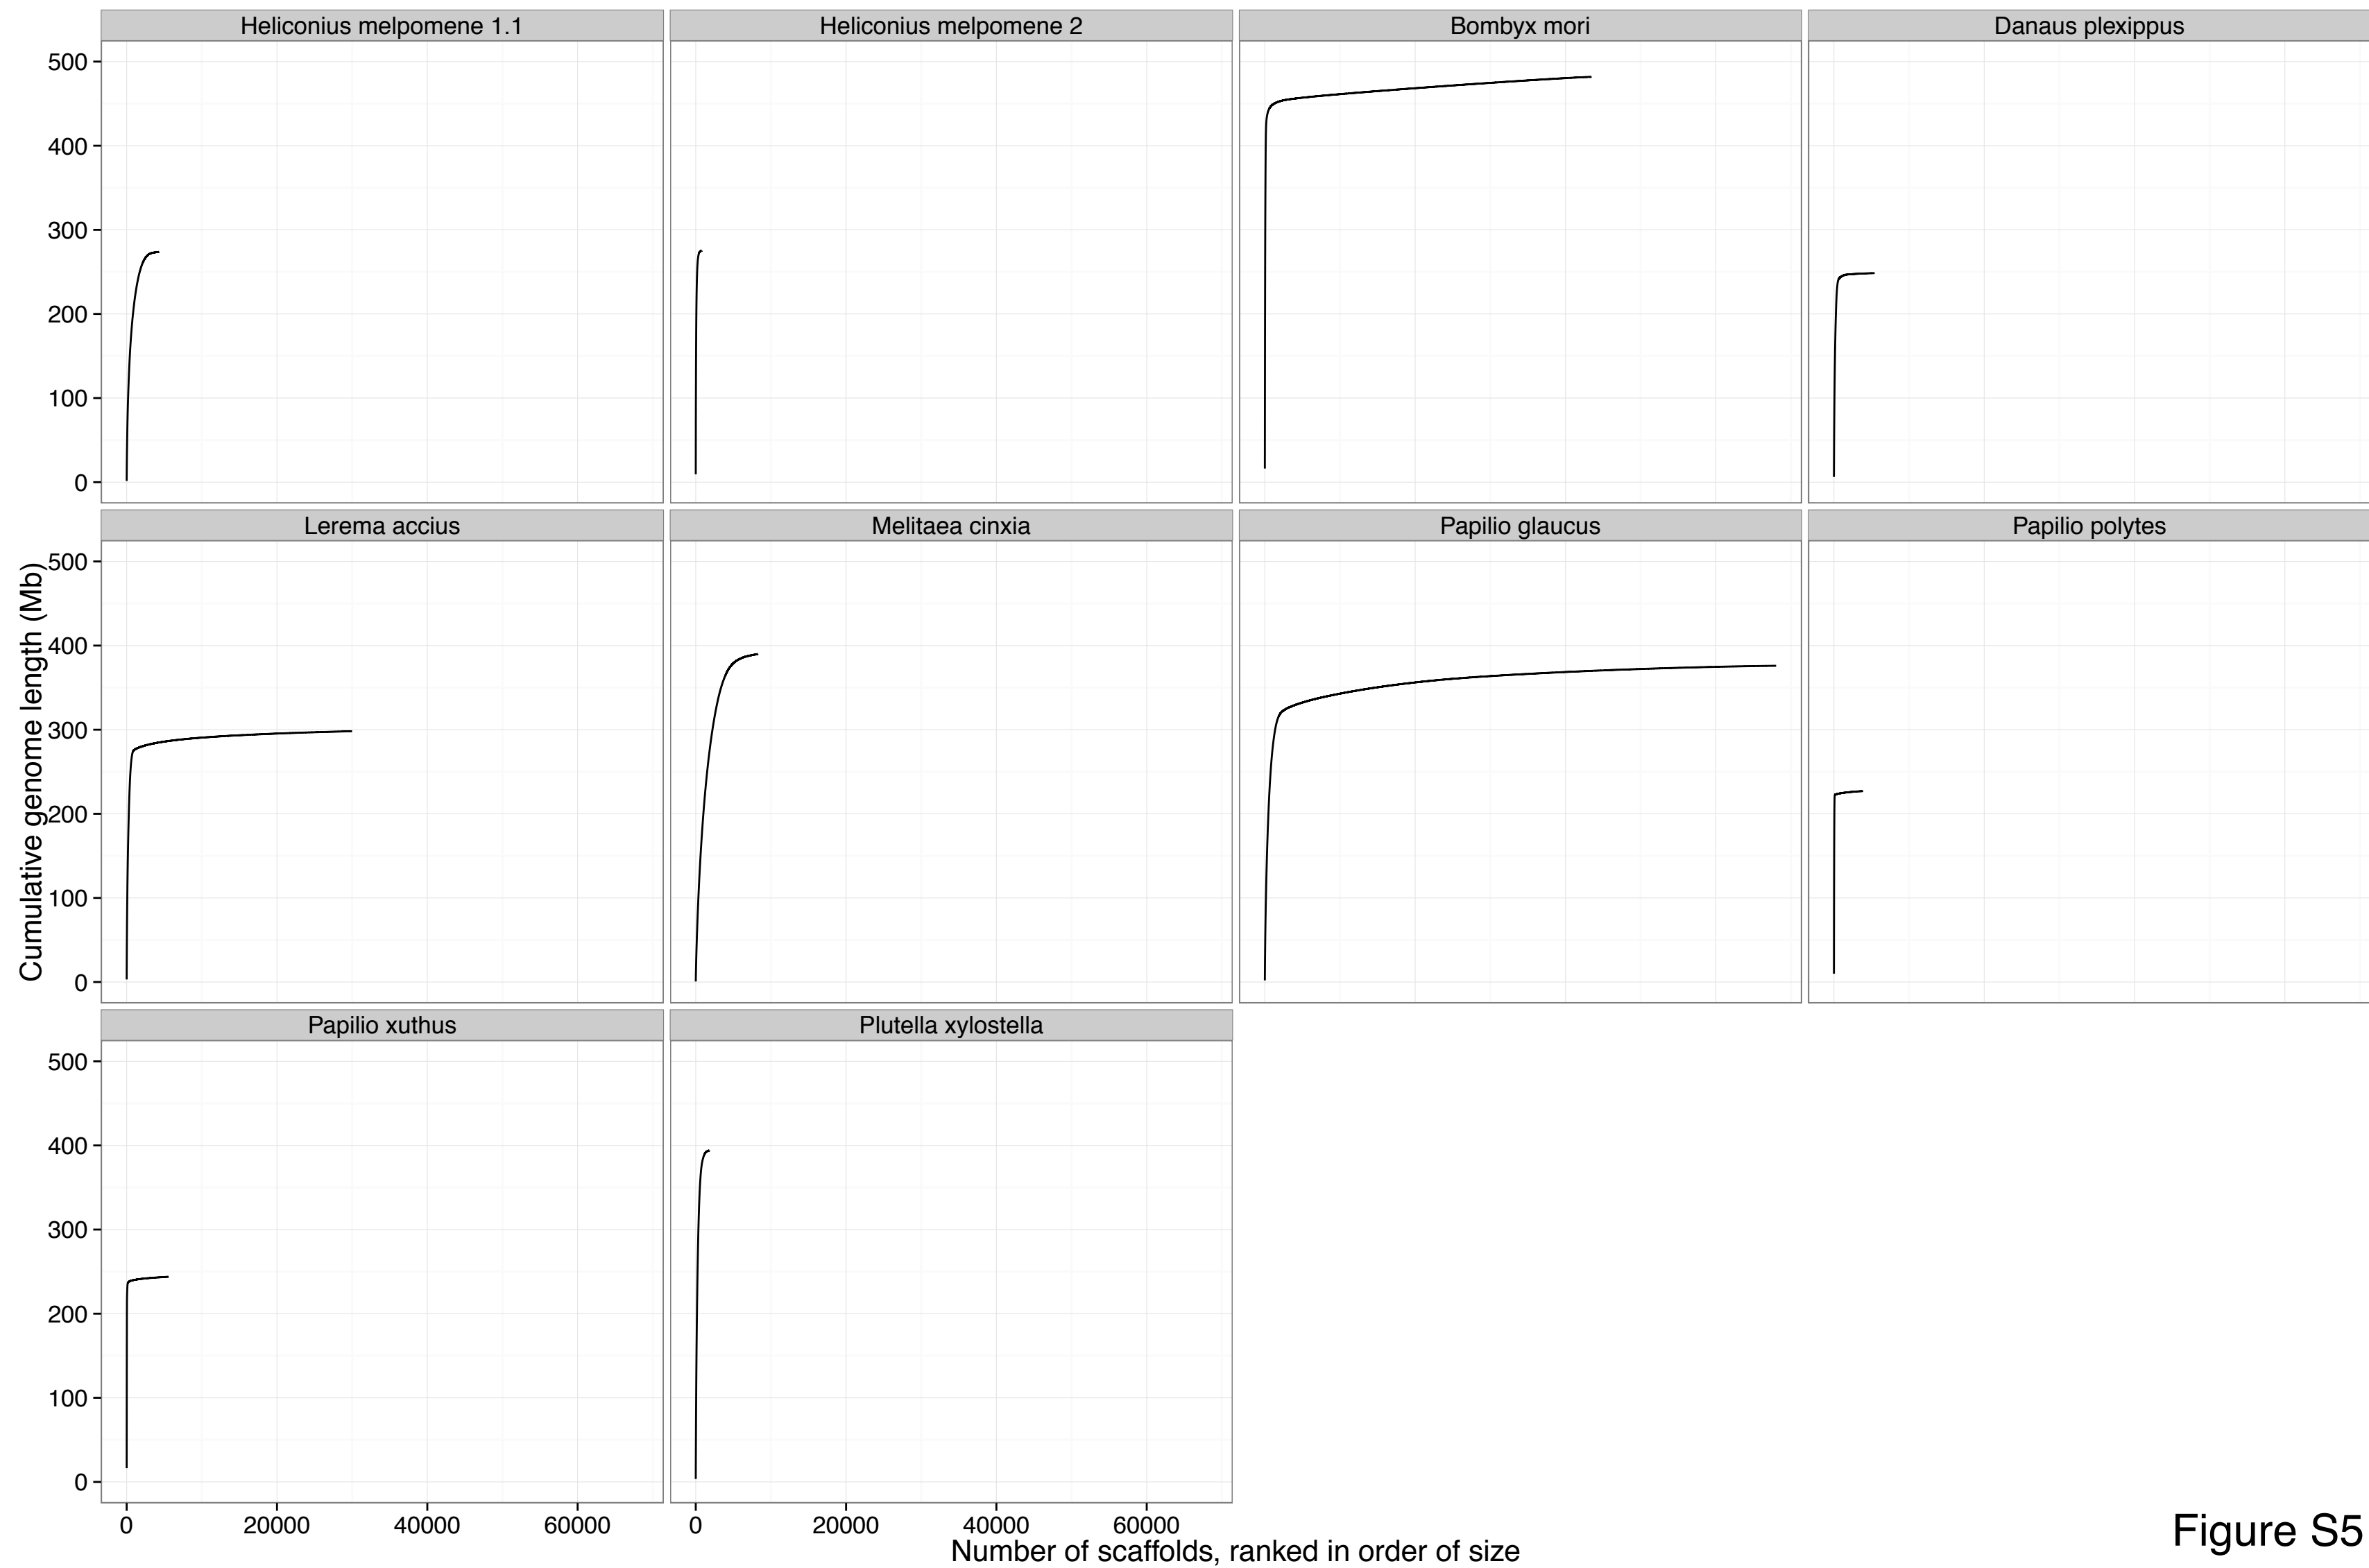 Heliconius melpomene 1.1
Heliconius melpomene 2
Bombyx mori
Danaus plexippus
500
400
300
200
100
0
Lerema accius
Melitaea cinxia
Papilio glaucus
Papilio polytes
Cumulative genome length (Mb)
500
400
300
200
100
0
Papilio xuthus
Plutella xylostella
500
400
300
200
100
0
0 20000 40000 60000
0 20000 40000 60000
Number of scaffolds, ranked in order of size
Figure S5